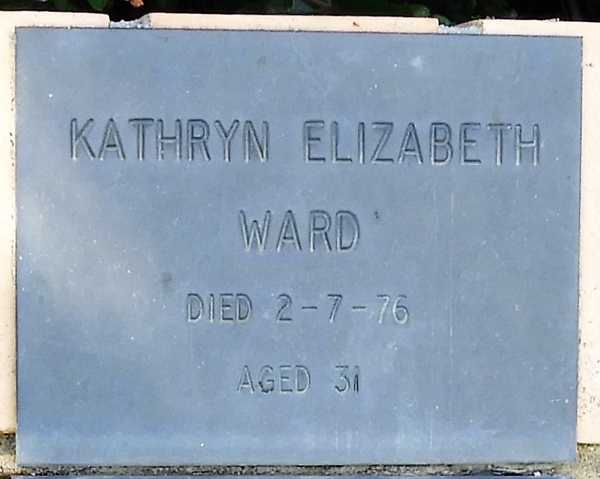 KATHRYN ELIZABETH
WARD
DIED 2-7-76
AGED 31